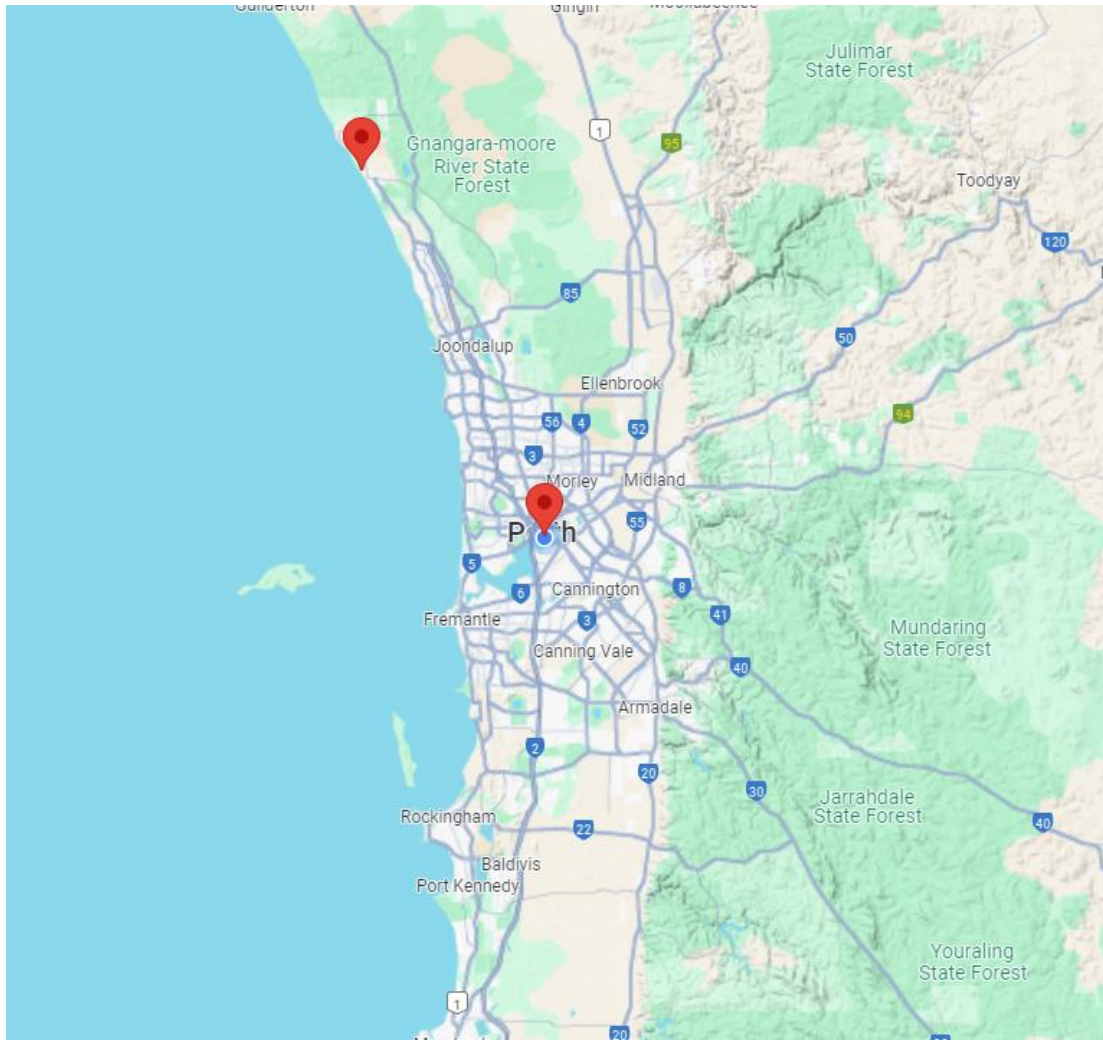 Guilderton
Gingin
Julimar
State Forest
1
95
Gnangara-moore
River State
Forest
Toodyay
120
85
50
Joondalup
Ellenbrook
94
56
4
52
3
Morley
Midland
55
5
6
Cannington
8
41
Fremantle
3
Mundaring
State Forest
Canning Vale
40
Armadale
2
20
30
Jarrahdale
State Forest
Rockingham
22
40
Baldivis
Port Kennedy
Youraling
State Forest
1
20